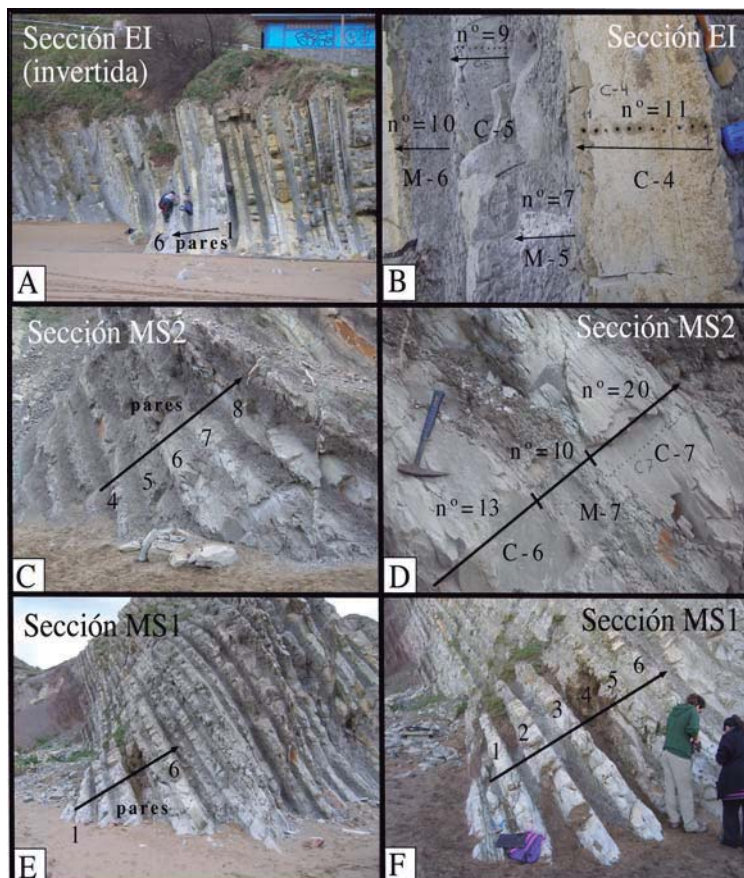 Sección EI
(invertida)
6 pares 1
A
Sección EI
nº=9
C-4
nº=11
nº=10
C-5
M-6
C-4
nº=7
M-5
B
Sección MS2
pares
8
7
6
5
4
C
Sección MS2
nº=20
nº=10
C7
C-7
nº=13
M-7
C-6
D
Sección MS1
6
pares
1
E
Sección MS1
6
5
4
3
2
1
F